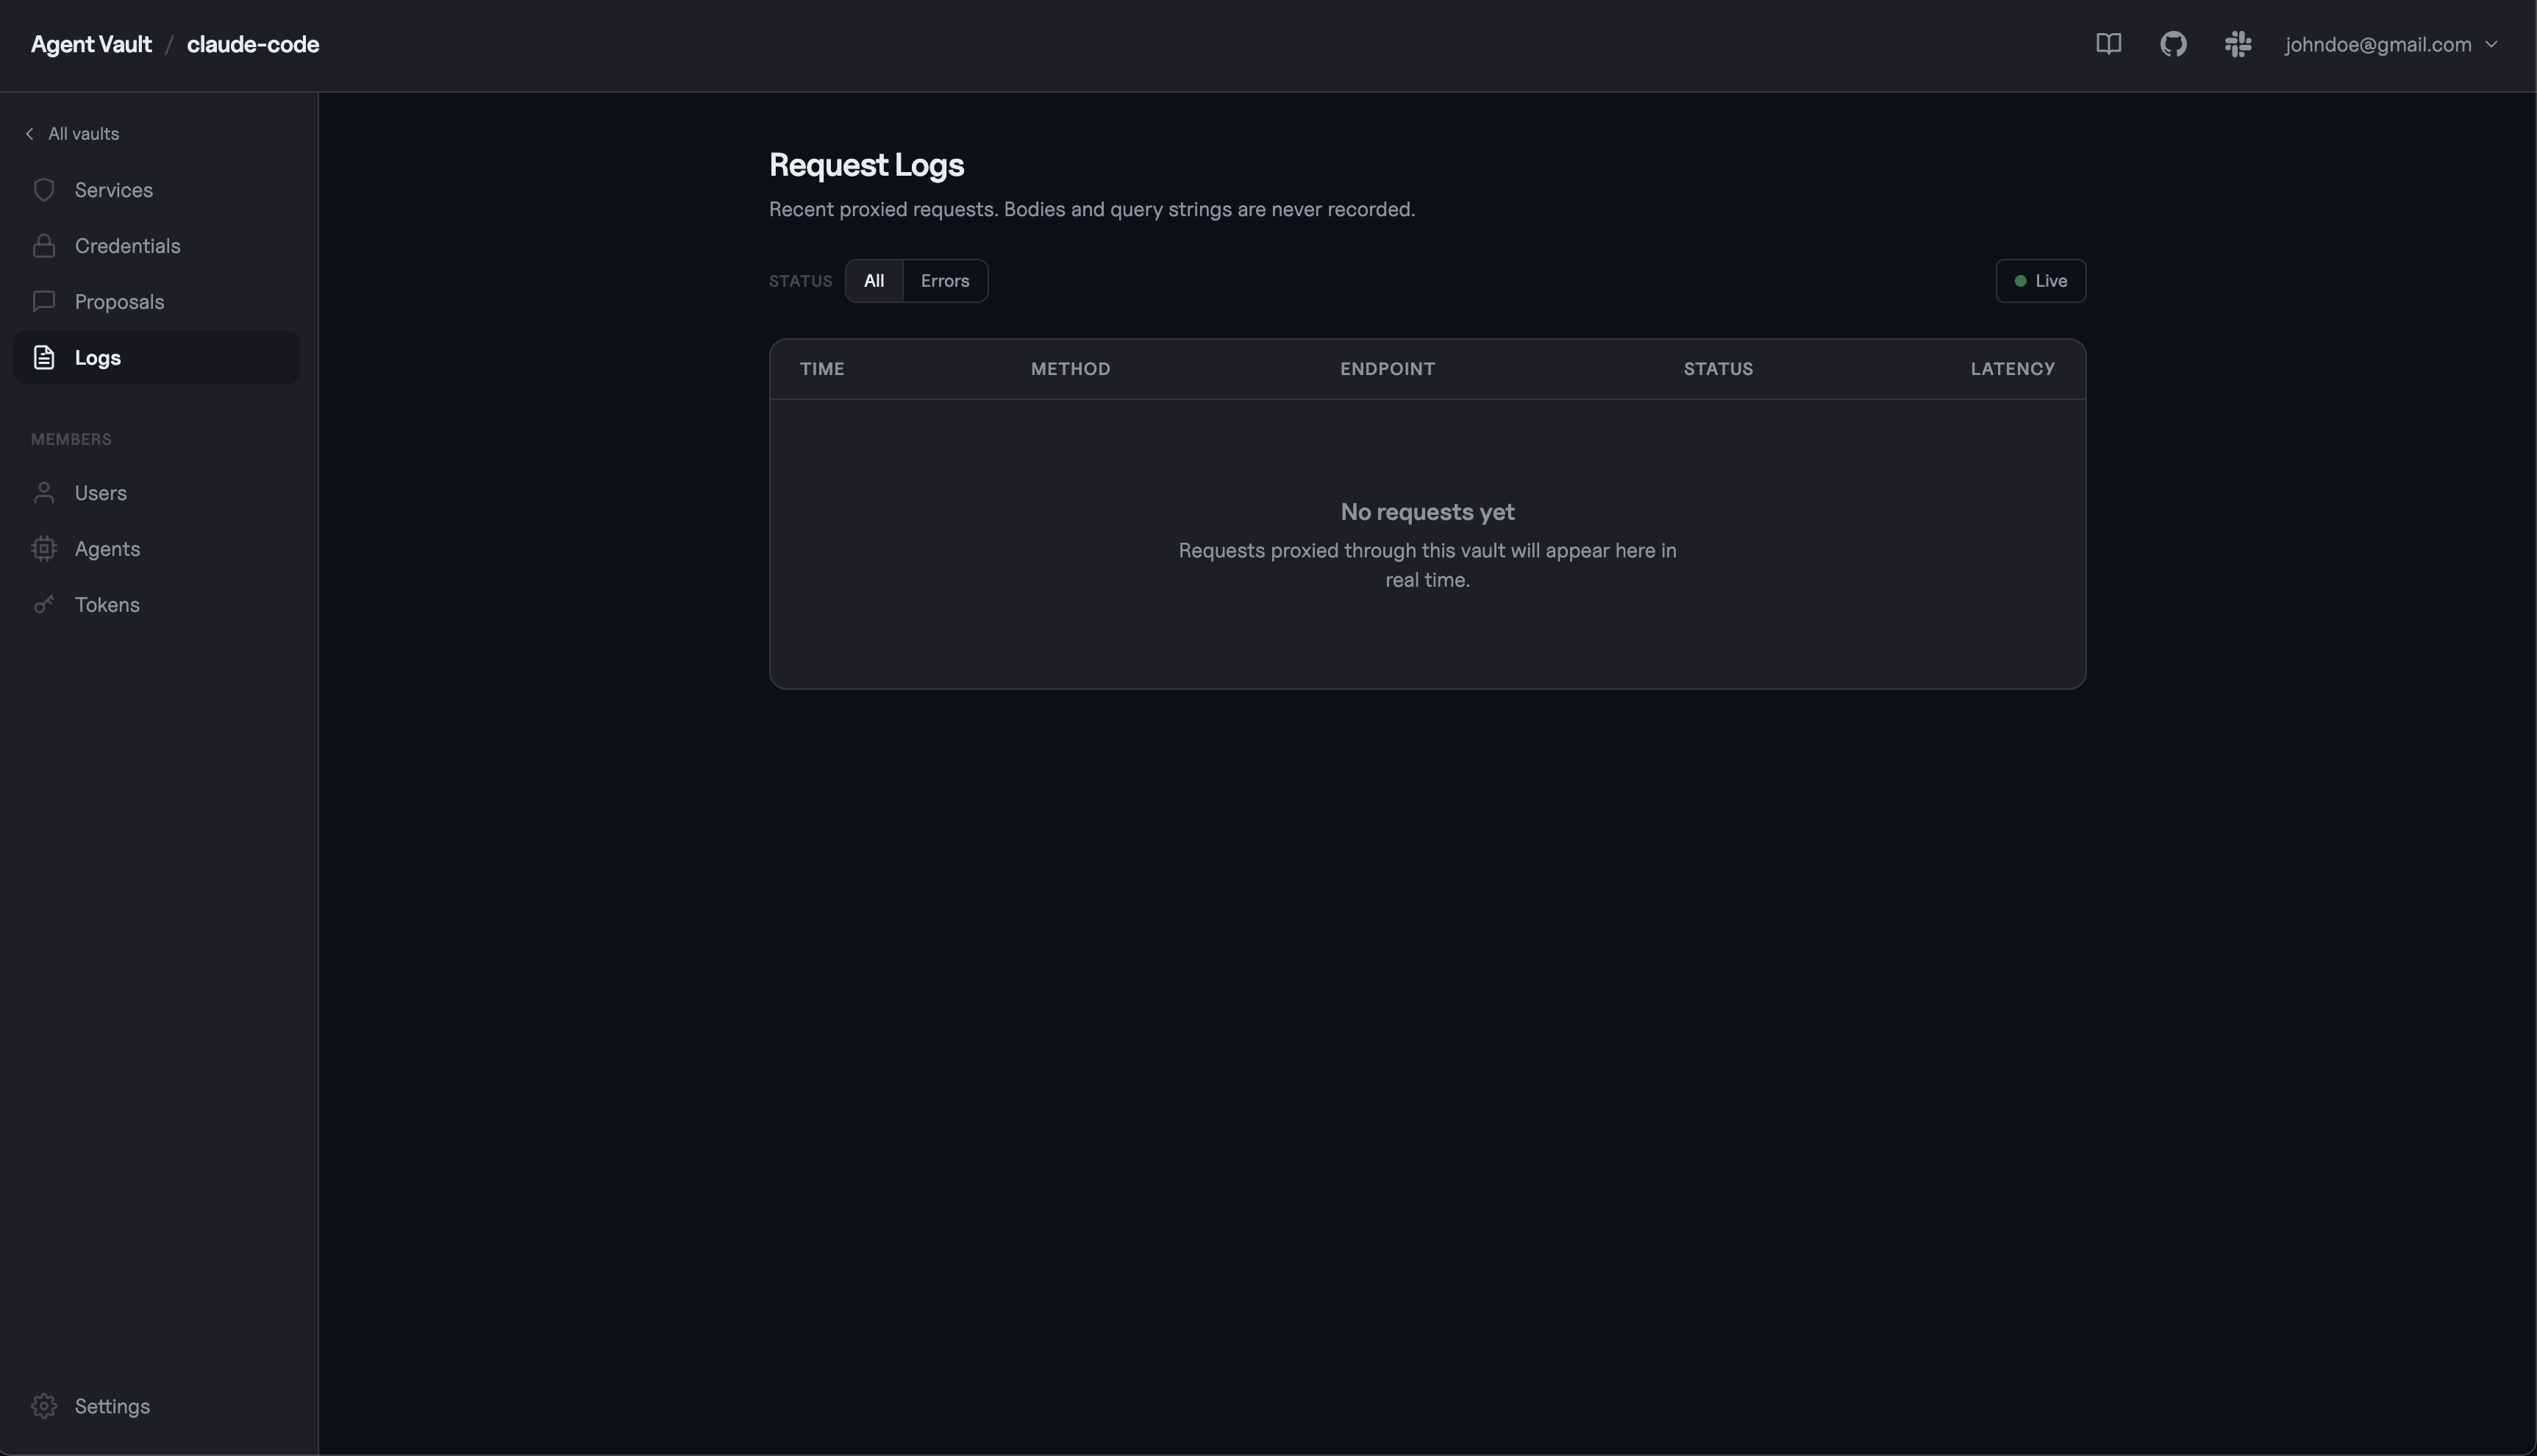 Agent Vault / claude-code
johndoe@gmail.com
All vaults
Services
Credentials
Proposals
Logs
MEMBERS
Users
Agents
Tokens
Settings
Request Logs
Recent proxied requests. Bodies and query strings are never recorded.
STATUS All Errors
Live
TIME METHOD ENDPOINT STATUS LATENCY
No requests yet
Requests proxied through this vault will appear here in
real time.